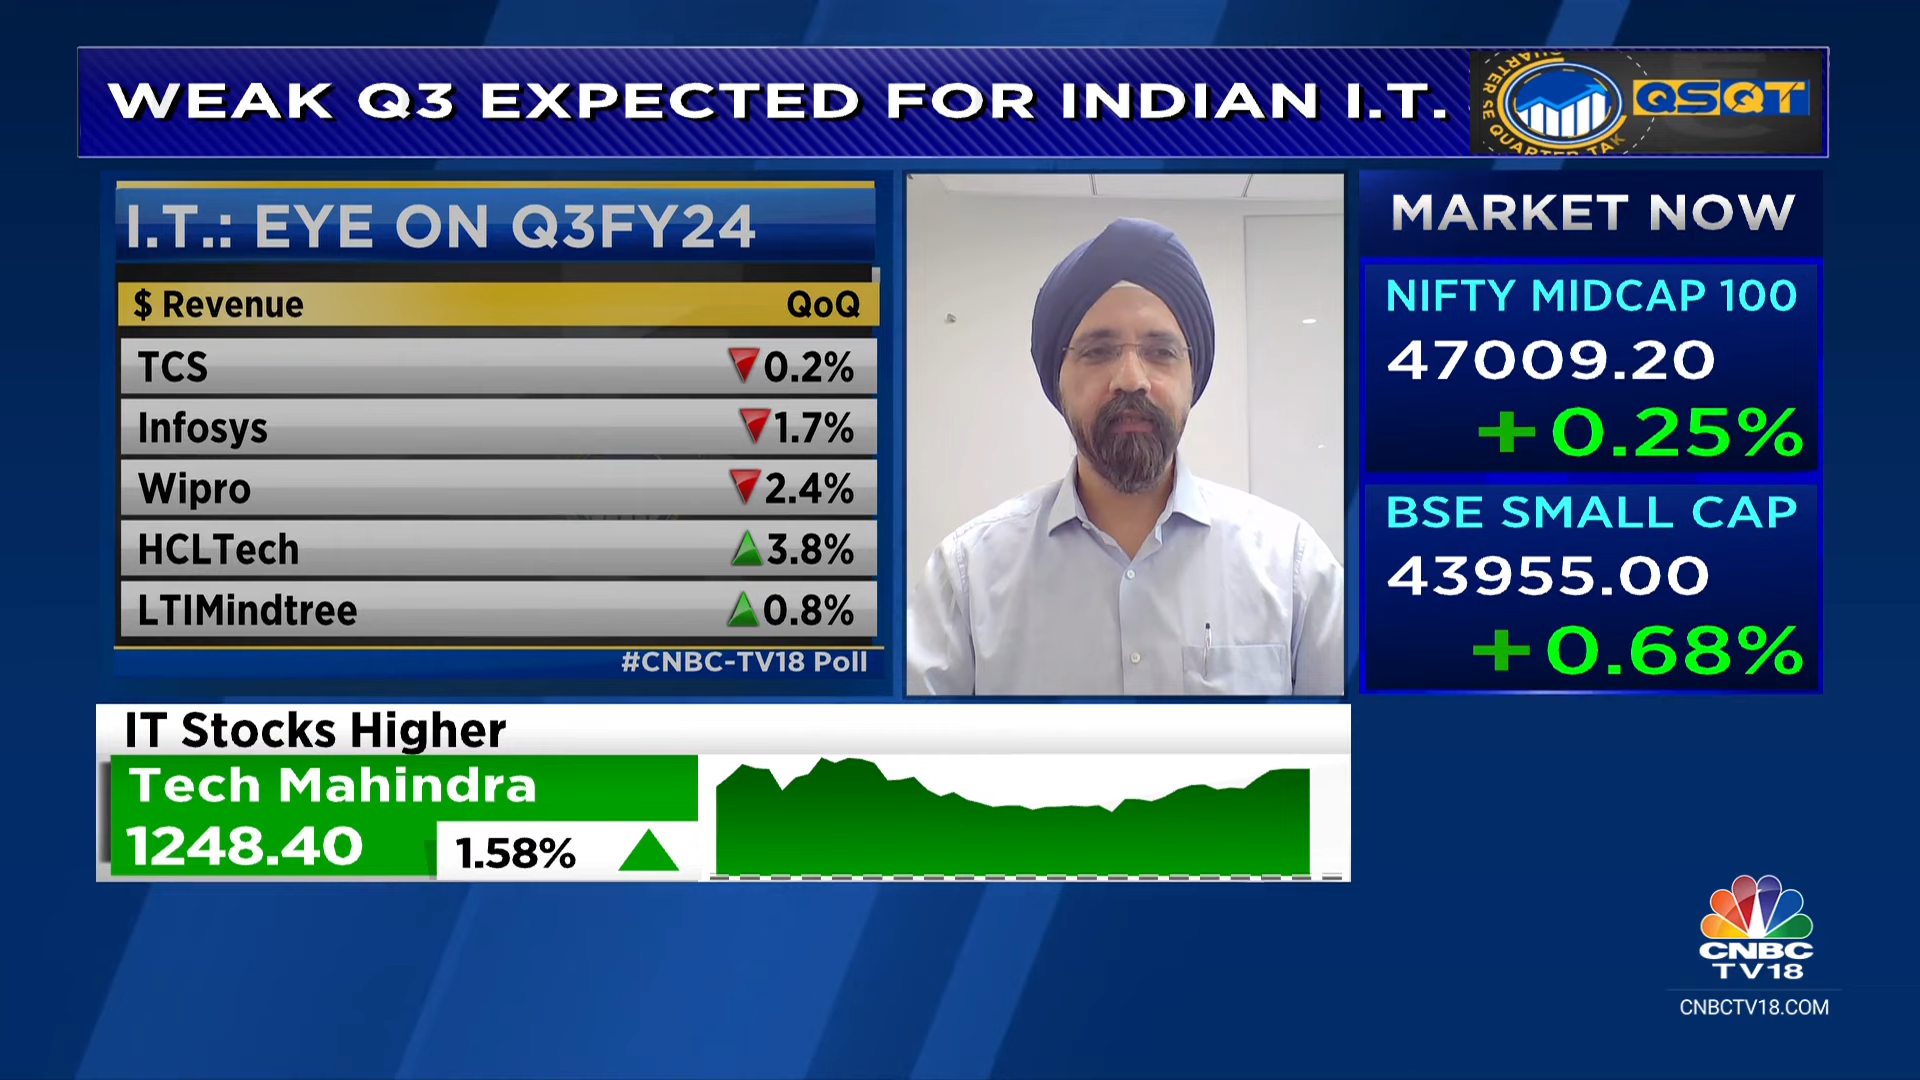 WEAK Q3 EXPECTED FOR INDIAN I.T.
QSQT
I.T.: EYE ON Q3FY24
$ Revenue QoQ
TCS ▼0.2%
Infosys ▼1.7%
Wipro ▼2.4%
HCLTech ▲3.8%
LTIMindtree ▲0.8%
#CNBC-TV18 Poll
MARKET NOW
NIFTY MIDCAP 100
47009.20
+0.25%
BSE SMALL CAP
43955.00
+0.68%
IT Stocks Higher
Tech Mahindra
1248.40 1.58% ▲
CNBC
TV18
CNBCTV18.COM